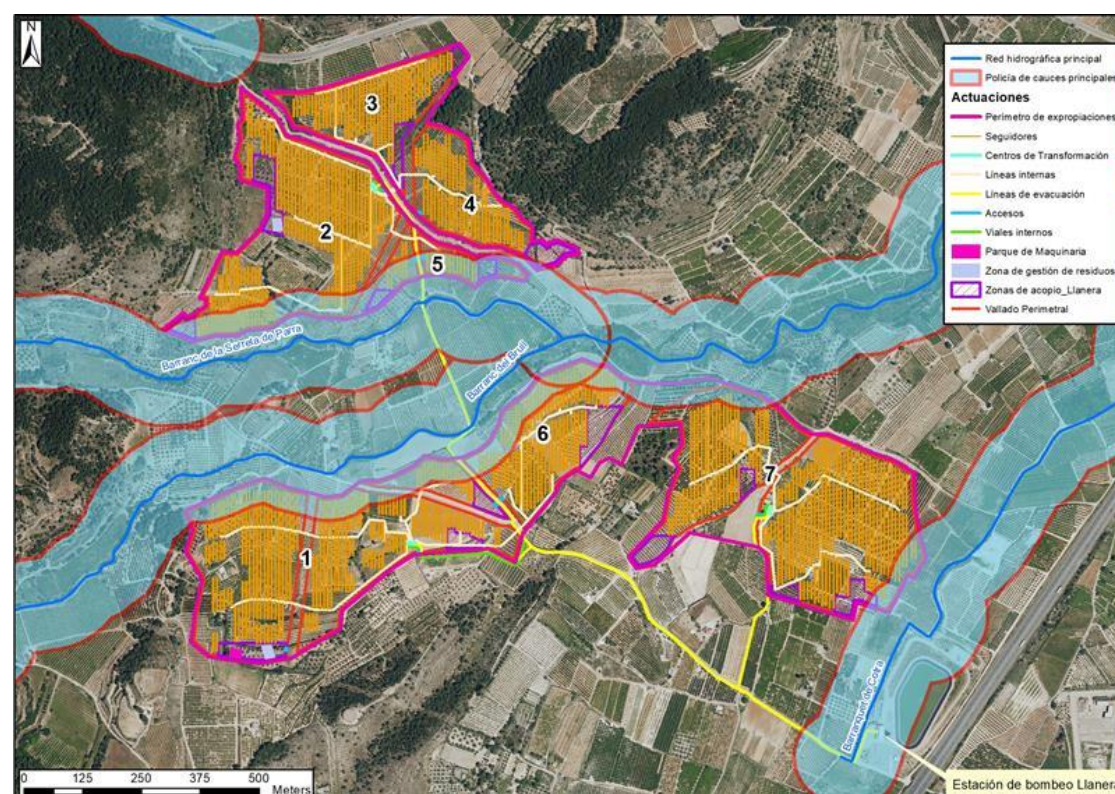 N
Red hidrográfica principal
Policía de cauces principales
Actuaciones
Perímetro de expropiaciones
Seguidores
Centros de Transformación
Líneas internas
Líneas de evacuación
Accesos
Viales internos
Parque de Maquinaria
Zona de gestión de residuos
Zonas de acopio_Llanera
Vallado Perimetral
3
4
2
5
Barranc de la Serreta de Parra
Barranc del Brull
6
7
1
Barranquet de Cotra
Estación de bombeo Llanera
0 125 250 375 500
Meters